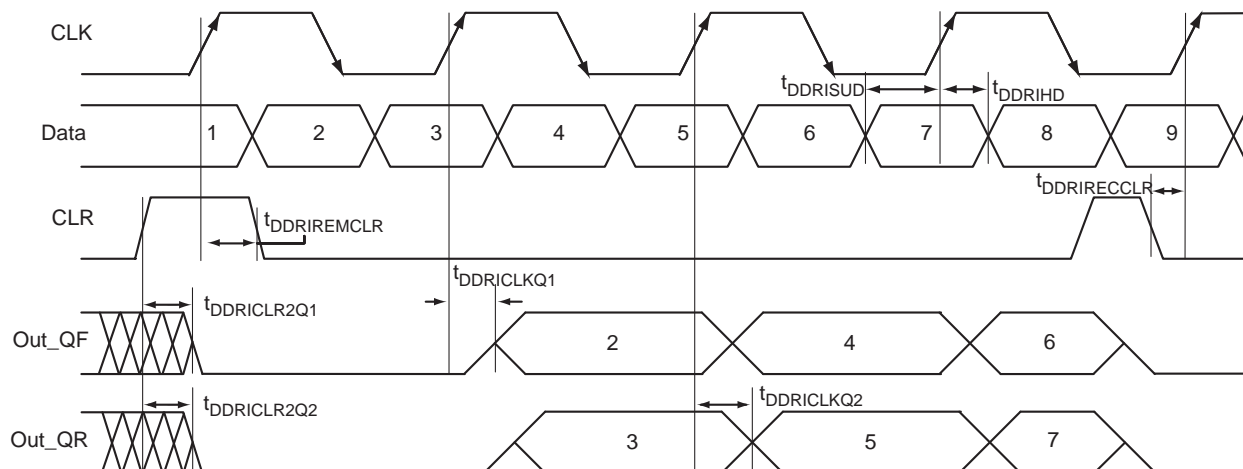 CLK
tDDRISUD
tDDRIHD
Data
1 2 3 4 5 6 7 8 9
tDDRIRECCLR
CLR
tDDRIREMCLR
tDDRICLKQ1
tDDRICLR2Q1
Out_QF
2 4 6
tDDRICLR2Q2
tDDRICLKQ2
Out_QR
3 5 7